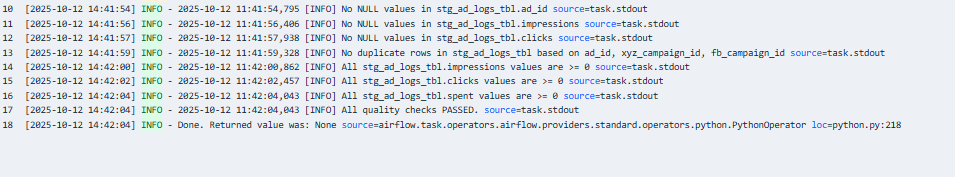 10 [2025-10-12 14:41:54] INFO - 2025-10-12 11:41:54,795 [INFO] No NULL values in stg_ad_logs_tbl.ad_id source=task.stdout
11 [2025-10-12 14:41:56] INFO - 2025-10-12 11:41:56,406 [INFO] No NULL values in stg_ad_logs_tbl.impressions source=task.stdout
12 [2025-10-12 14:41:57] INFO - 2025-10-12 11:41:57,938 [INFO] No NULL values in stg_ad_logs_tbl.clicks source=task.stdout
13 [2025-10-12 14:41:59] INFO - 2025-10-12 11:41:59,328 [INFO] No duplicate rows in stg_ad_logs_tbl based on ad_id, xyz_campaign_id, fb_campaign_id source=task.stdout
14 [2025-10-12 14:42:00] INFO - 2025-10-12 11:42:00,862 [INFO] All stg_ad_logs_tbl.impressions values are >= 0 source=task.stdout
15 [2025-10-12 14:42:02] INFO - 2025-10-12 11:42:02,457 [INFO] All stg_ad_logs_tbl.clicks values are >= 0 source=task.stdout
16 [2025-10-12 14:42:04] INFO - 2025-10-12 11:42:04,043 [INFO] All stg_ad_logs_tbl.spent values are >= 0 source=task.stdout
17 [2025-10-12 14:42:04] INFO - 2025-10-12 11:42:04,043 [INFO] All quality checks PASSED. source=task.stdout
18 [2025-10-12 14:42:04] INFO - Done. Returned value was: None source=airflow.task.operators.airflow.providers.standard.operators.python.PythonOperator loc=python.py:218